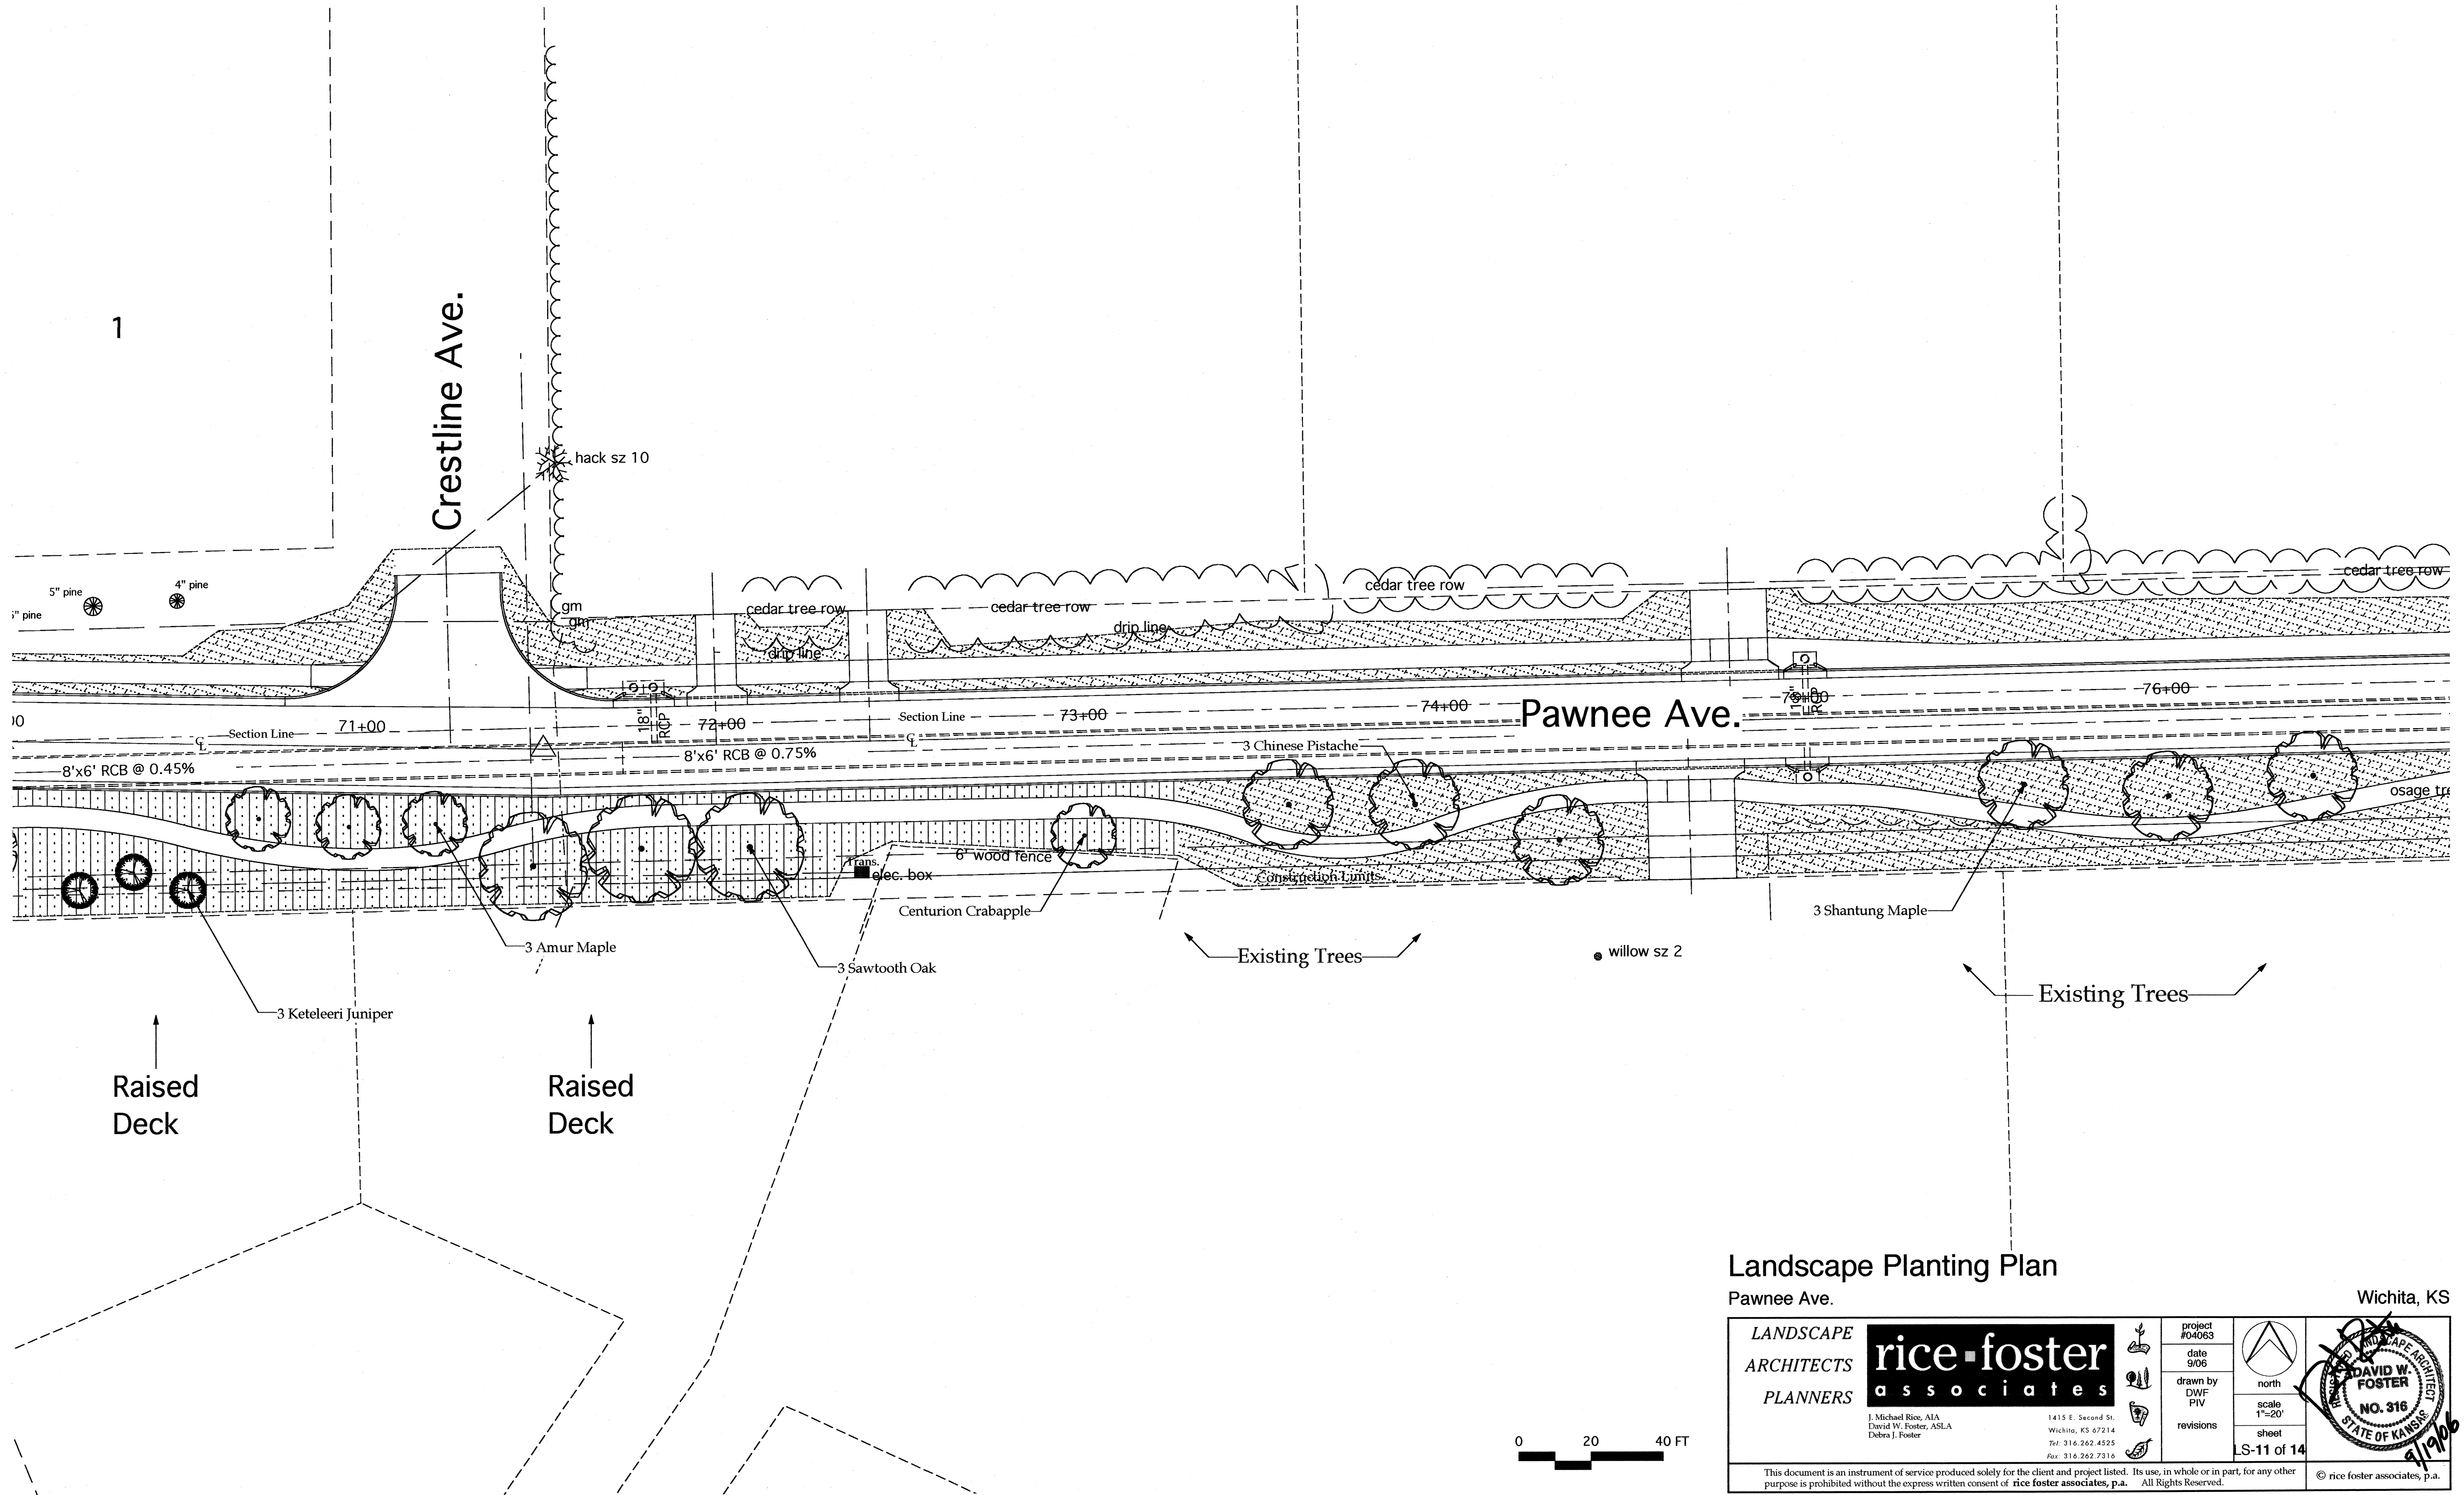 Crestline Ave.
1
hack sz 10
5" pine
4" pine
5" pine
gm
gm
cedar tree row
cedar tree row
cedar tree row
cedar tree row
drip line
drip line
00
71+00
72+00
73+00
74+00
76+00
18"
RCP
RCP
Section Line
Section Line
Pawnee Ave.
8'x6' RCB @ 0.45%
8'x6' RCB @ 0.75%
3 Chinese Pistache
osage tre
Trans.
elec. box
6' wood fence
Construction Limits
Centurion Crabapple
3 Shantung Maple
3 Amur Maple
3 Sawtooth Oak
Existing Trees
willow sz 2
Existing Trees
3 Keteleeri Juniper
Raised
Deck
Raised
Deck
Landscape Planting Plan
Pawnee Ave.
Wichita, KS
LANDSCAPE
ARCHITECTS
PLANNERS
rice foster
associates
J. Michael Rice, AIA
David W. Foster, ASLA
Debra J. Foster
1415 E. Second St.
Wichita, KS 67214
Tel: 316.262.4525
Fax: 316.262.7316
project
#04063
date
9/06
drawn by
DWF
PIV
revisions
north
scale
1"=20'
sheet
LS-11 of 14
REGISTERED LANDSCAPE ARCHITECT
DAVID W.
FOSTER
NO. 316
STATE OF KANSAS
9/19/06
0 20 40 FT
This document is an instrument of service produced solely for the client and project listed. Its use, in whole or in part, for any other
purpose is prohibited without the express written consent of rice foster associates, p.a. All Rights Reserved.
© rice foster associates, p.a.